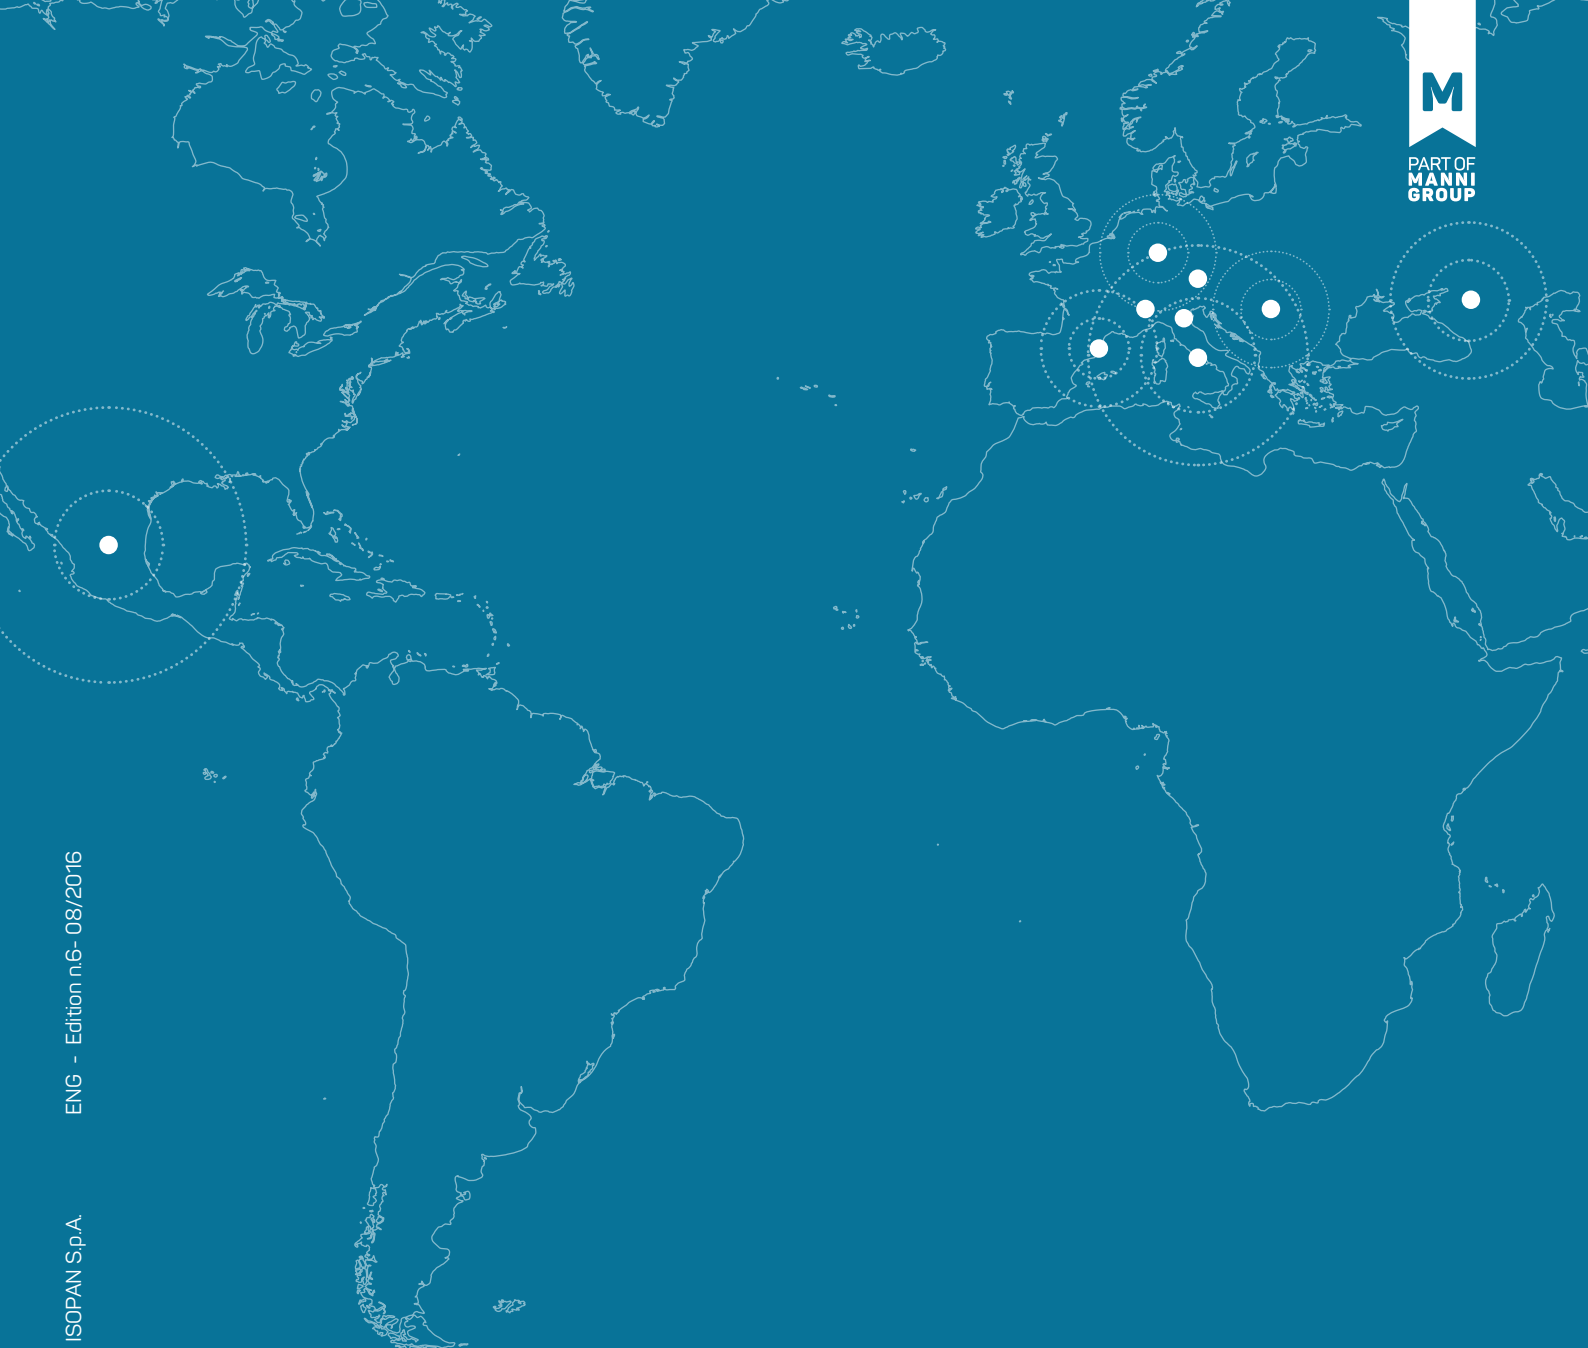 M
PART OF
MANNI
GROUP
ISOPAN S.p.A.
ENG - Edition n.6- 08/2016